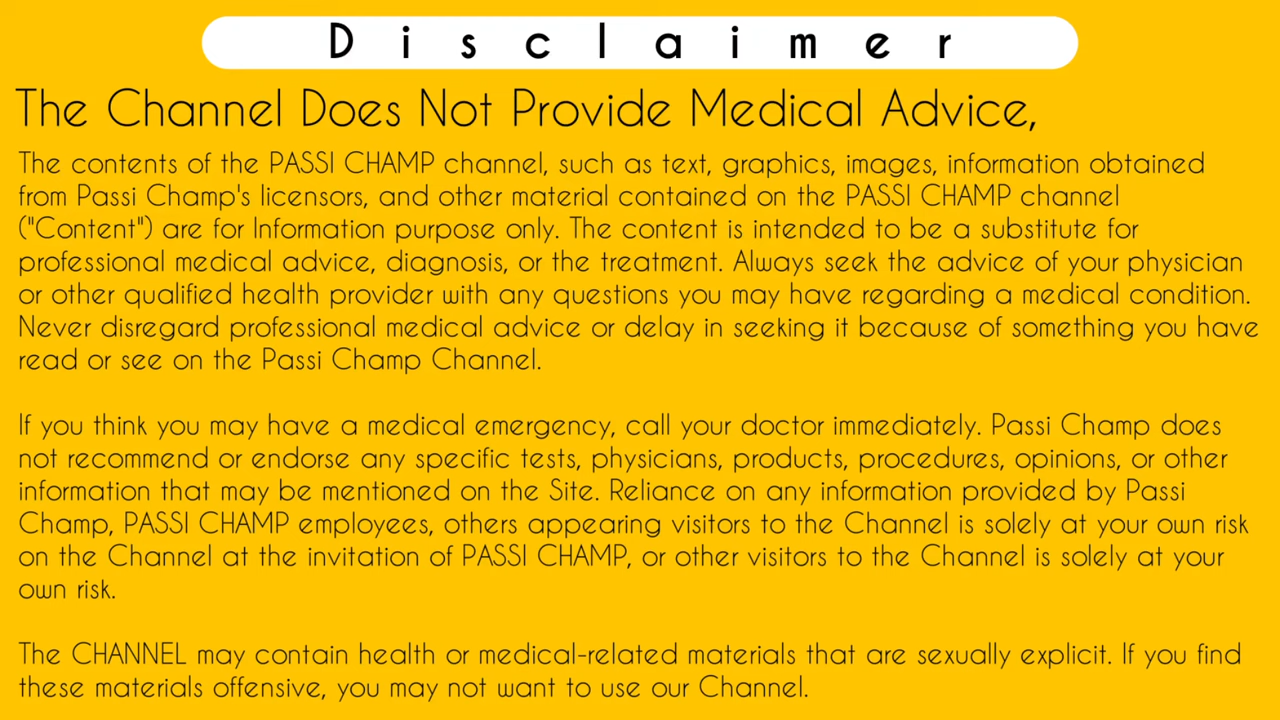 Disclaimer
The Channel Does Not Provide Medical Advice,
The contents of the PASSI CHAMP channel, such as text, graphics, images, information obtained
from Passi Champ's licensors, and other material contained on the PASSI CHAMP channel
("Content") are for Information purpose only. The content is intended to be a substitute for
professional medical advice, diagnosis, or the treatment. Always seek the advice of your physician
or other qualified health provider with any questions you may have regarding a medical condition.
Never disregard professional medical advice or delay in seeking it because of something you have
read or see on the Passi Champ Channel.
If you think you may have a medical emergency, call your doctor immediately. Passi Champ does
not recommend or endorse any specific tests, physicians, products, procedures, opinions, or other
information that may be mentioned on the Site. Reliance on any information provided by Passi
Champ, PASSI CHAMP employees, others appearing visitors to the Channel is solely at your own risk
on the Channel at the invitation of PASSI CHAMP, or other visitors to the Channel is solely at your
own risk.
The CHANNEL may contain health or medical-related materials that are sexually explicit. If you find
these materials offensive, you may not want to use our Channel.